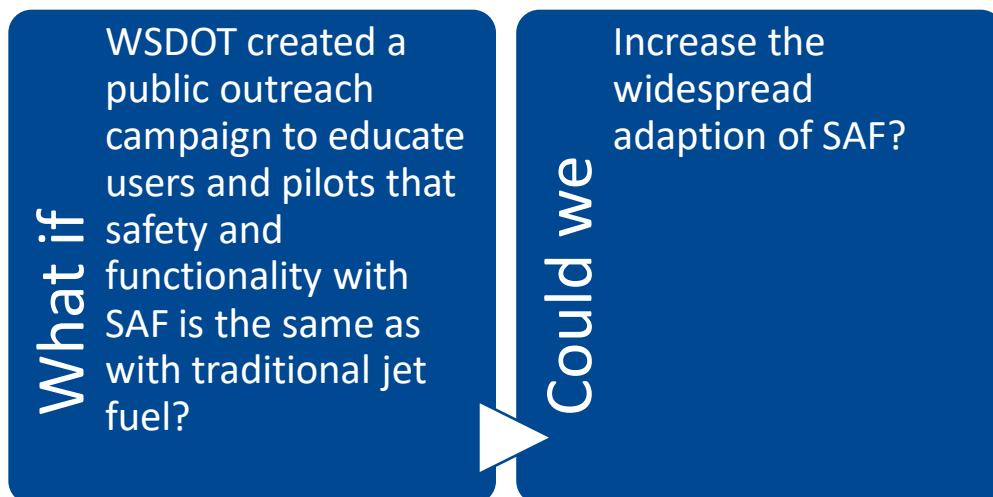 What if
WSDOT created a
public outreach
campaign to educate
users and pilots that
safety and
functionality with
SAF is the same as
with traditional jet
fuel?
Could we
Increase the
widespread
adaption of SAF?